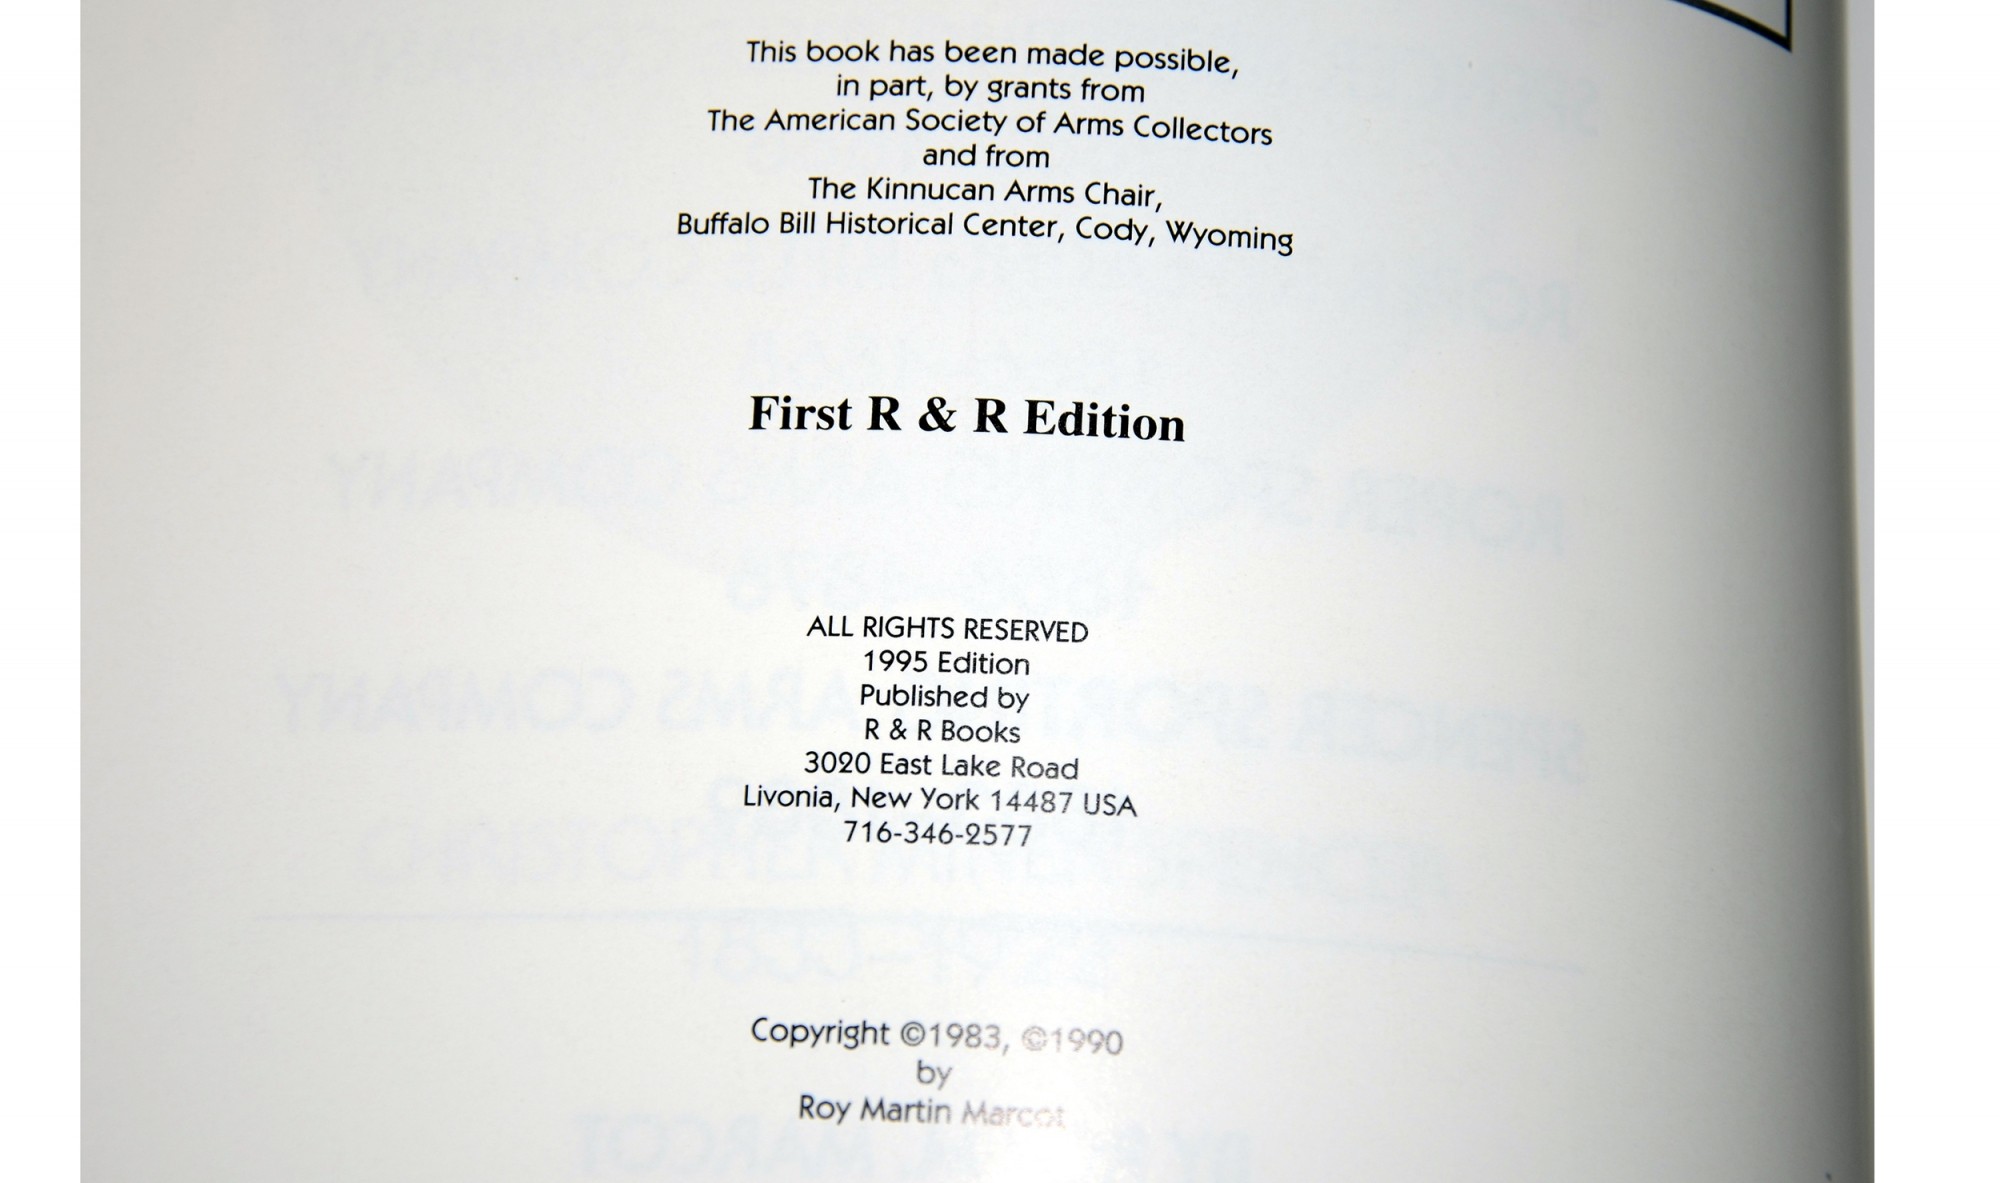 This book has been made possible,
in part, by grants from
The American Society of Arms Collectors
and from
The Kinnucan Arms Chair,
Buffalo Bill Historical Center, Cody, Wyoming
First R & R Edition
ALL RIGHTS RESERVED
1995 Edition
Published by
R & R Books
3020 East Lake Road
Livonia, New York 14487 USA
716-346-2577
Copyright ©1983, ©1990
by
Roy Martin Marcot